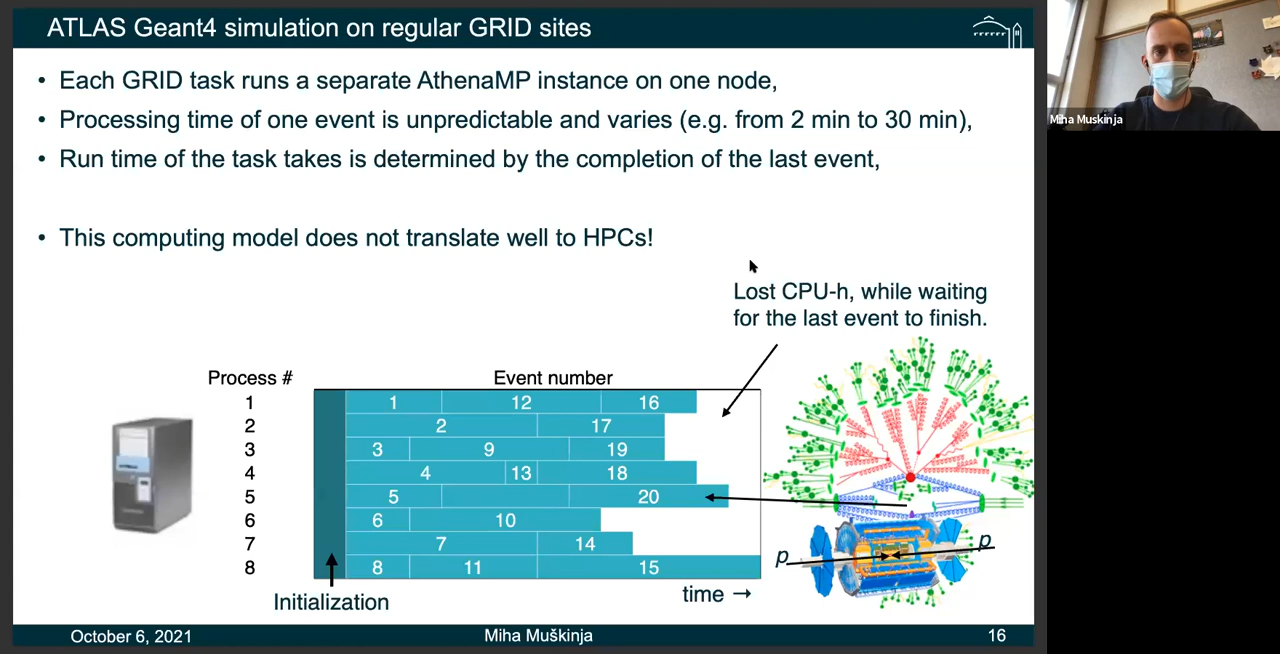 ATLAS Geant4 simulation on regular GRID sites
• Each GRID task runs a separate AthenaMP instance on one node,
• Processing time of one event is unpredictable and varies (e.g. from 2 min to 30 min),
• Run time of the task takes is determined by the completion of the last event,
• This computing model does not translate well to HPCs!
Miha Muskinja
Lost CPU-h, while waiting
for the last event to finish.
Process # Event number
1 1 12 16
2 2 17
3 3 9 19
4 4 13 18
5 5 20
6 6 10
7 7 14
8 8 11 15
p p
Initialization
time →
October 6, 2021 Miha Muškinja 16